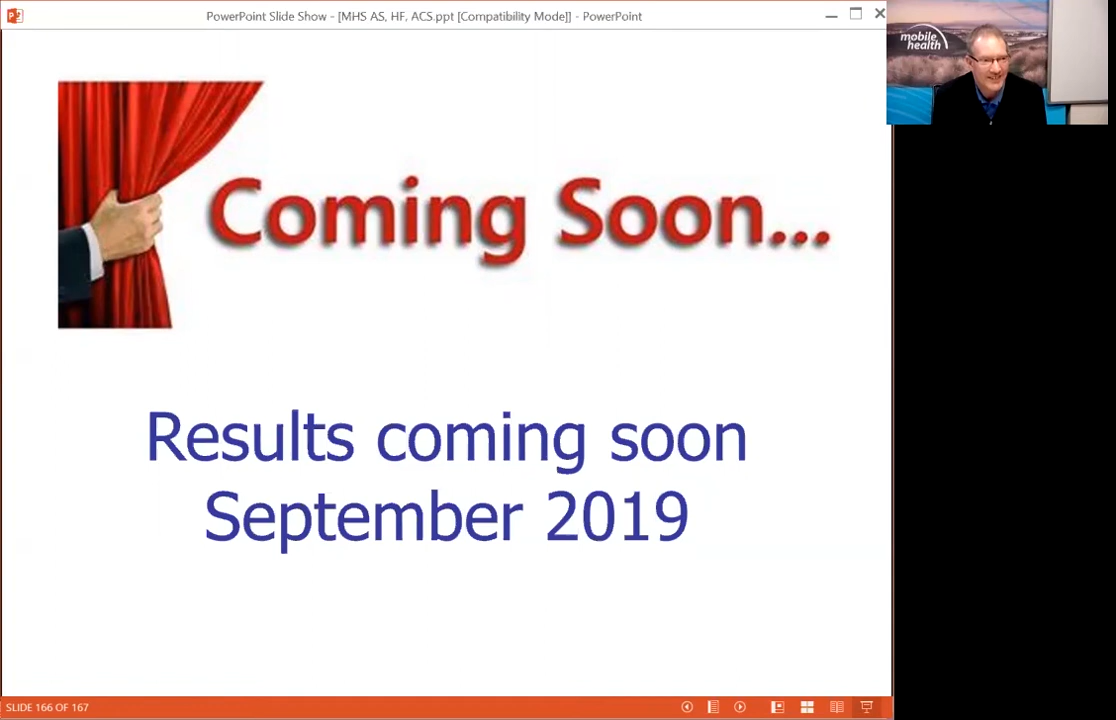 PowerPoint Slide Show - [MHS AS, HF, ACS.ppt [Compatibility Mode]] - PowerPoint
mobile
health
Coming Soon...
Results coming soon
September 2019
SLIDE 166 OF 167